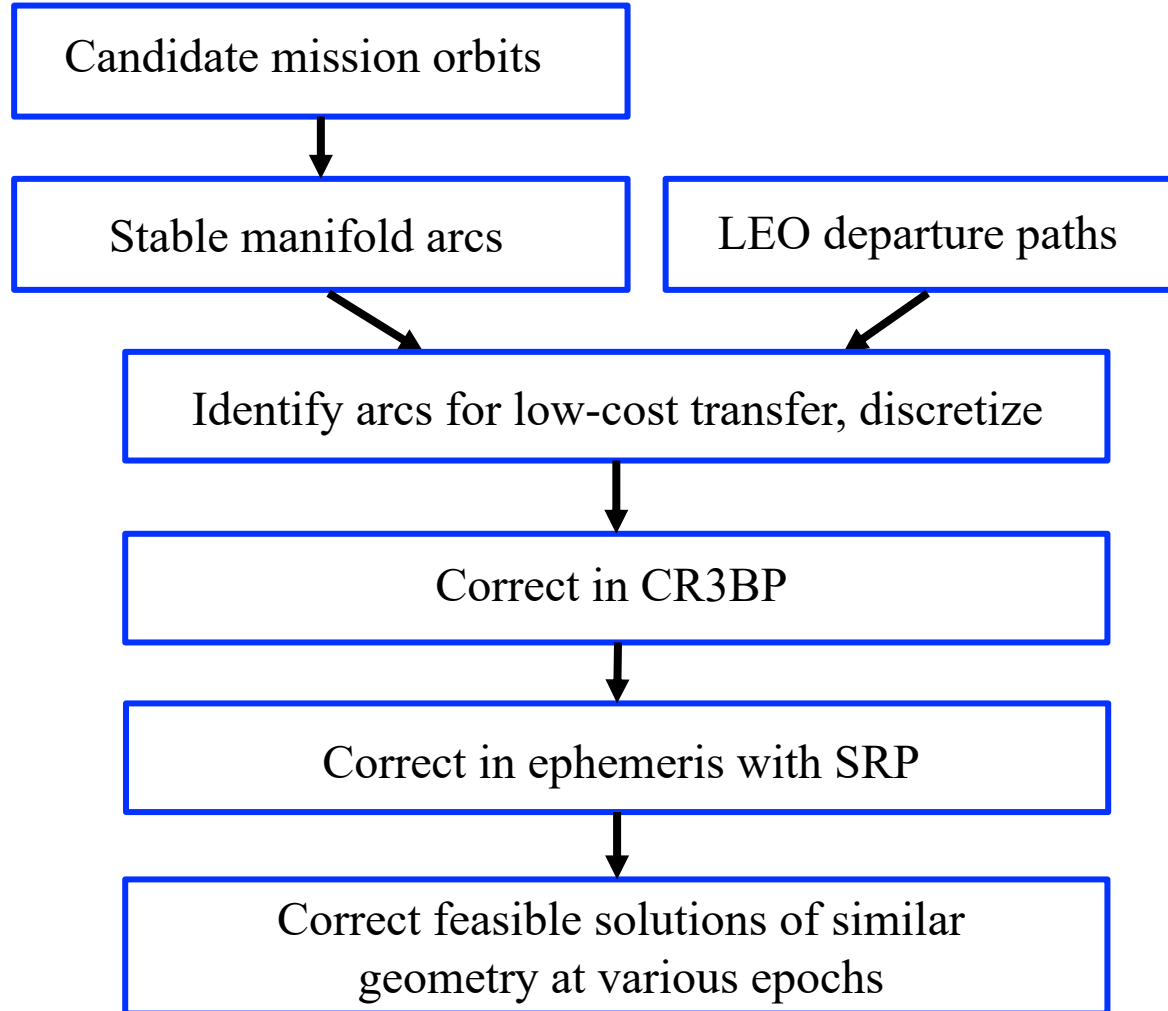 Candidate mission orbits
Stable manifold arcs
LEO departure paths
Identify arcs for low-cost transfer, discretize
Correct in CR3BP
Correct in ephemeris with SRP
Correct feasible solutions of similar
geometry at various epochs